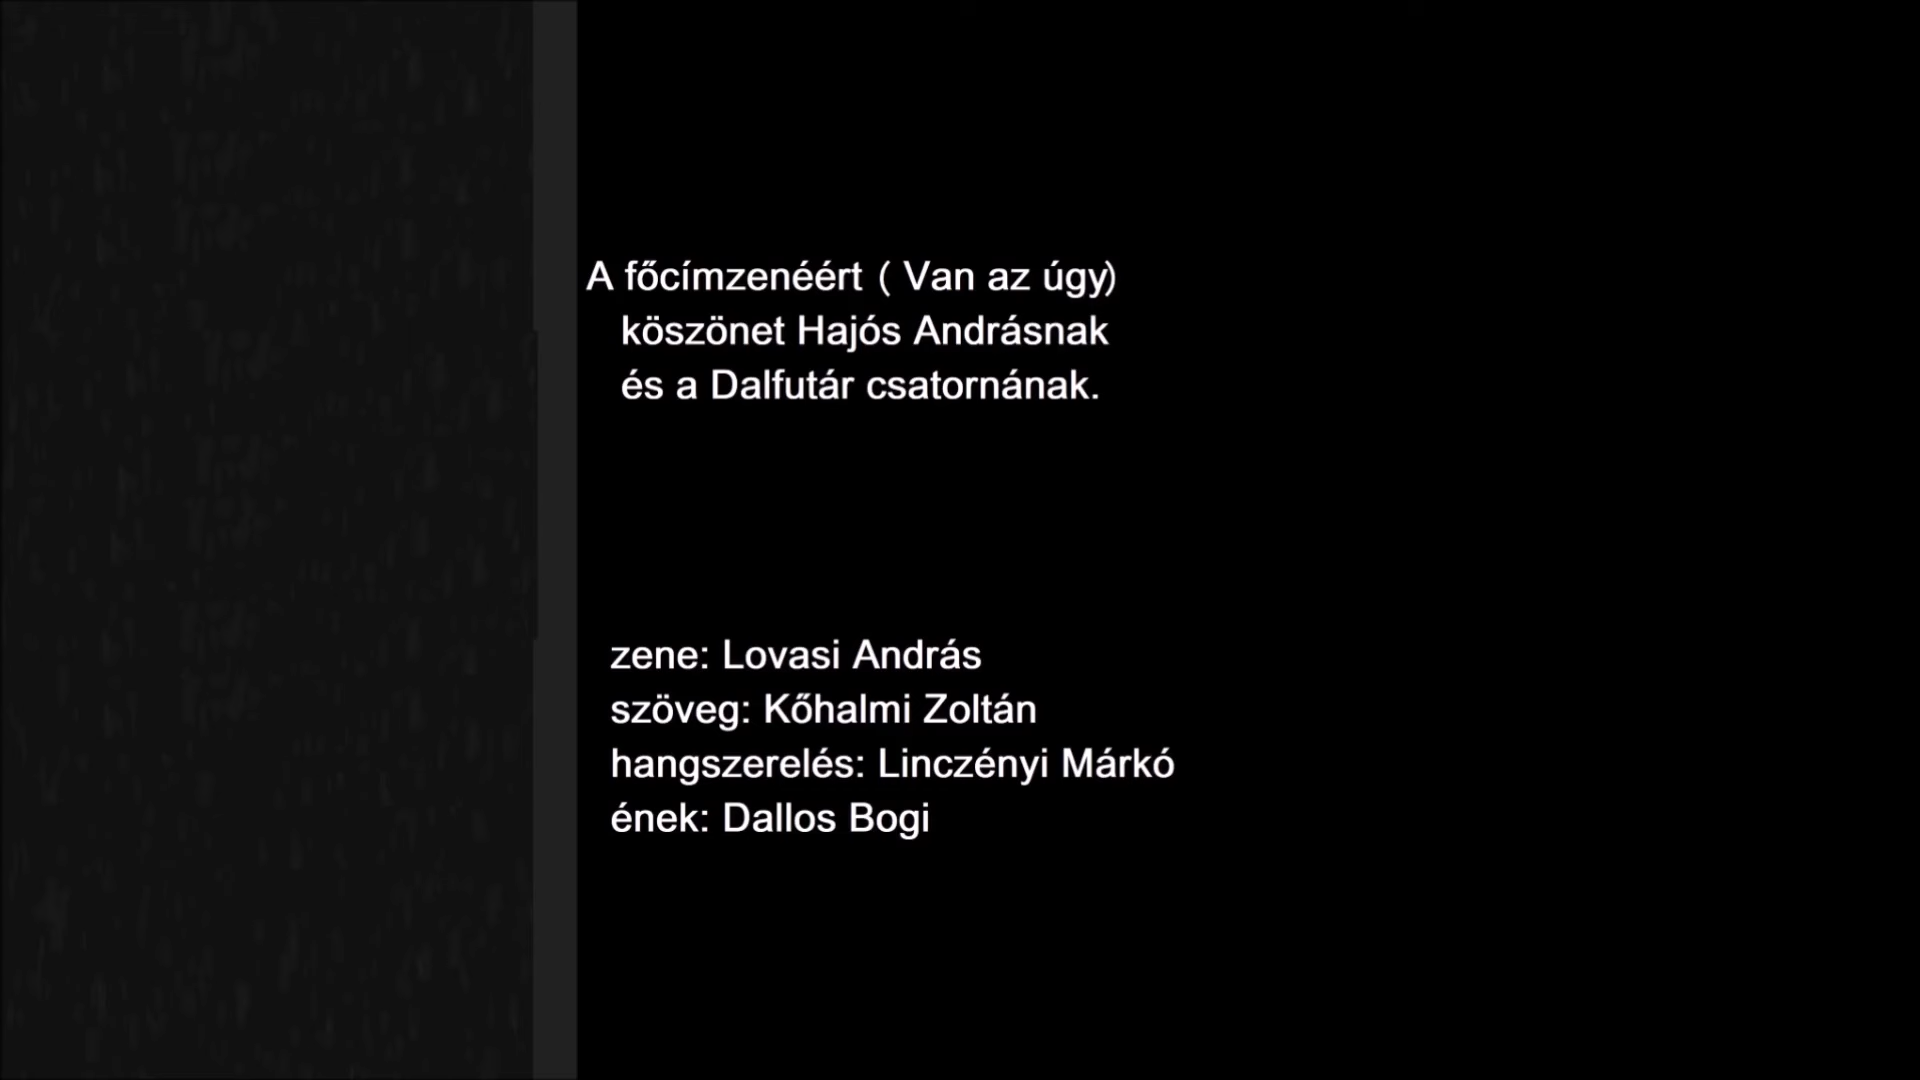 A főcímzenéért ( Van az úgy)
köszönet Hajós Andrásnak
és a Dalfutár csatornának.
zene: Lovasi András
szöveg: Kőhalmi Zoltán
hangszerelés: Linczényi Márkó
ének: Dallos Bogi